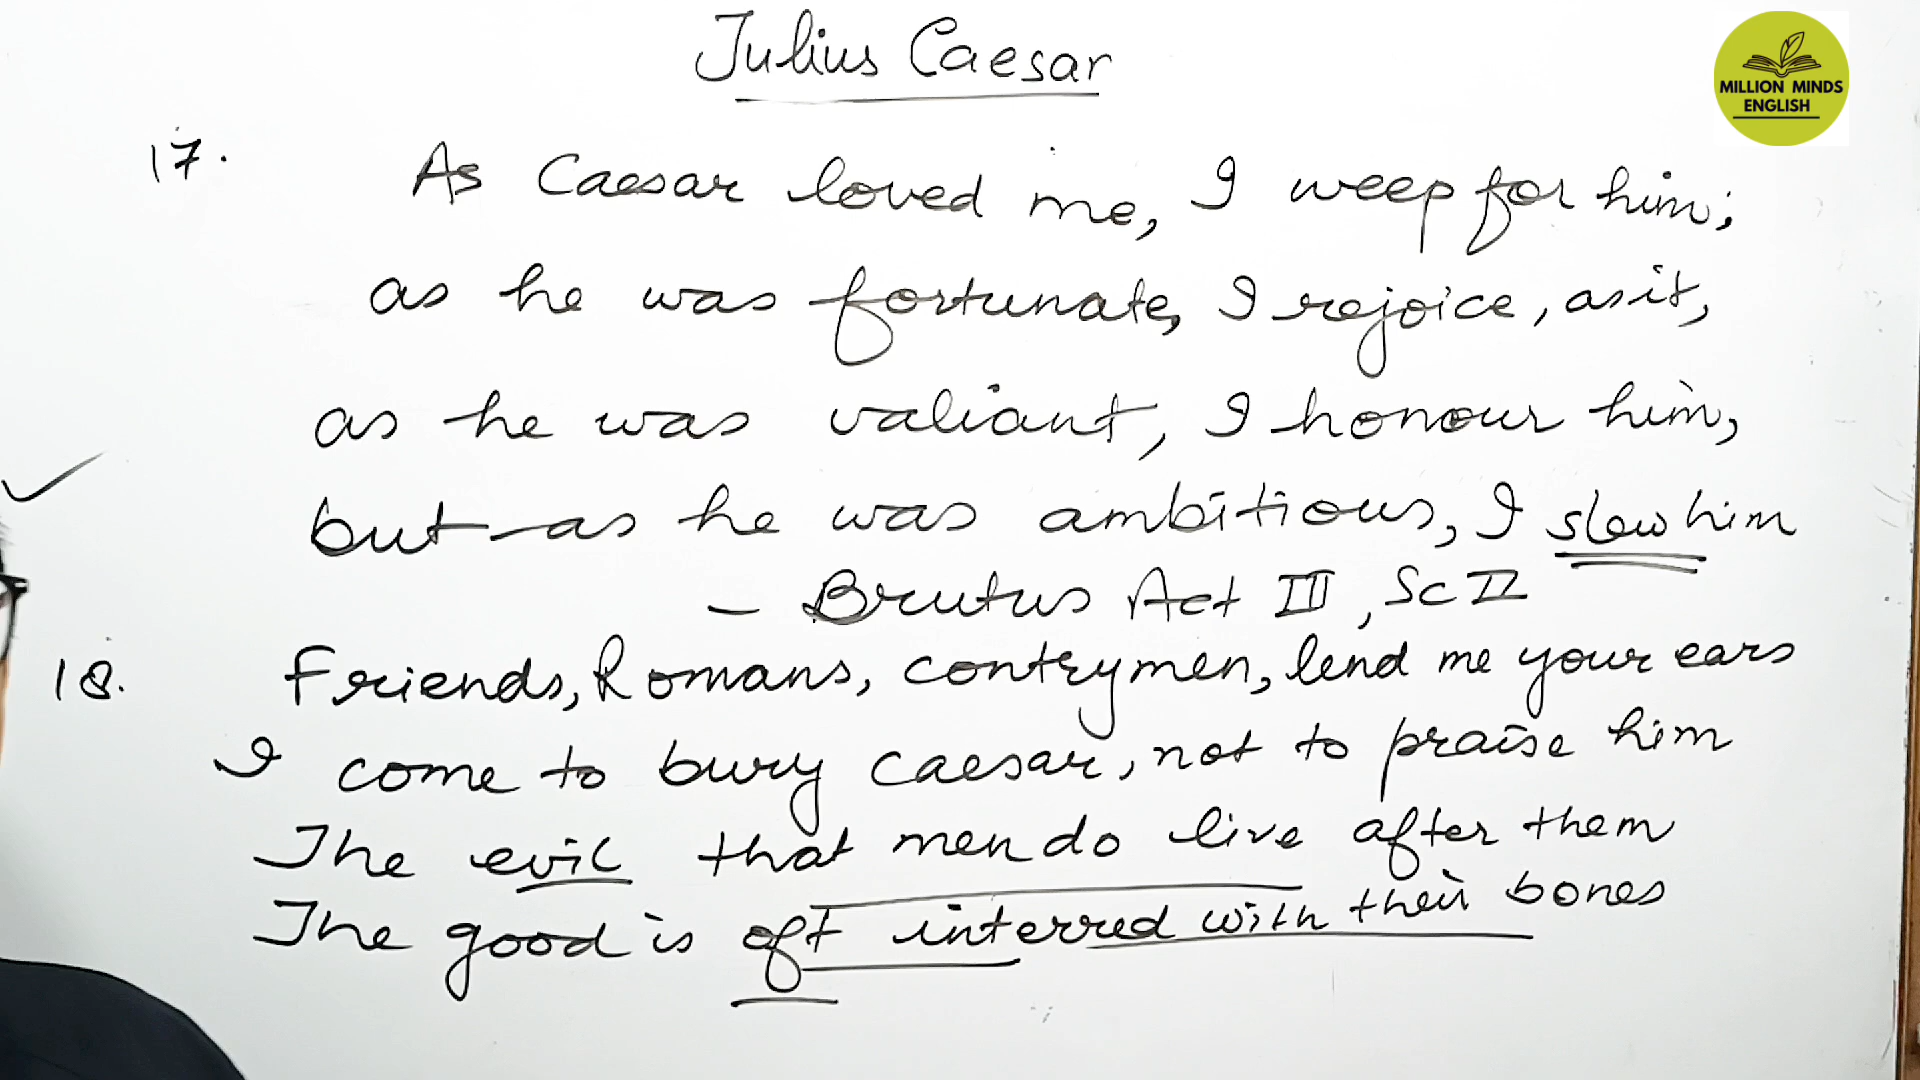 Julius Caesar
MILLION MINDS
ENGLISH
17. As Caesar loved me, I weep for him;
as he was fortunate, I rejoice, as it,
as he was valiant, I honour him,
but as he was ambitious, I slew him
- Brutus Act III, Sc II
18. Friends, Romans, contrymen, lend me your ears
I come to bury Caesar, not to praise him
The evil that men do live after them
The good is oft interred with their bones